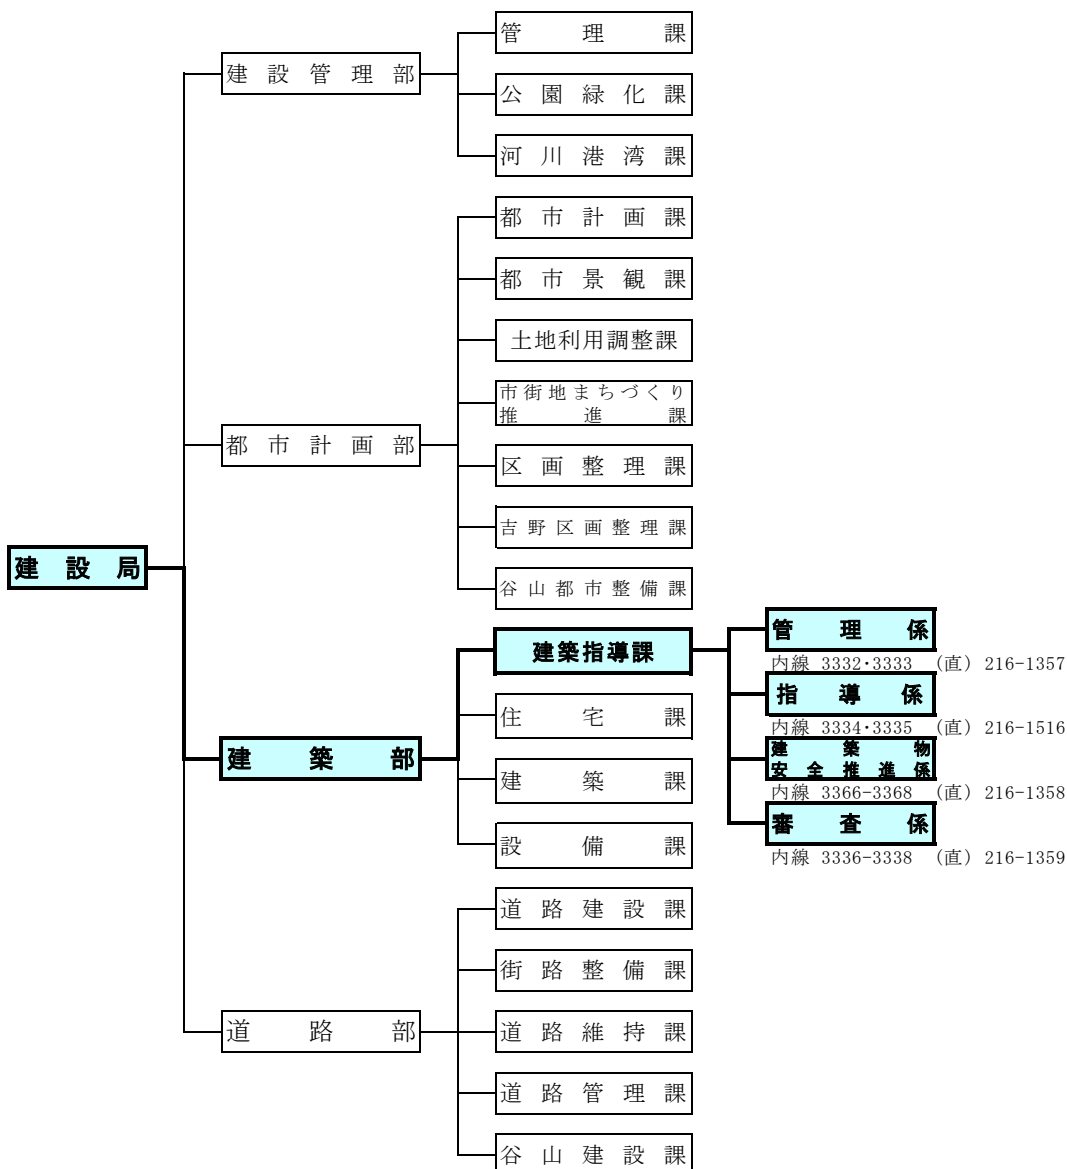 管理課
建設管理部
公園緑化課
河川港湾課
都市計画課
都市景観課
土地利用調整課
市街地まちづくり
推進課
都市計画部
区画整理課
吉野区画整理課
谷山都市整備課
建設局
建築部
建築指導課
管理係
内線 3332･3333 (直) 216-1357
指導係
内線 3334･3335 (直) 216-1516
建築物
安全推進係
内線 3366-3368 (直) 216-1358
審査係
内線 3336-3338 (直) 216-1359
住宅課
建築課
設備課
道路建設課
街路整備課
道路部
道路維持課
道路管理課
谷山建設課